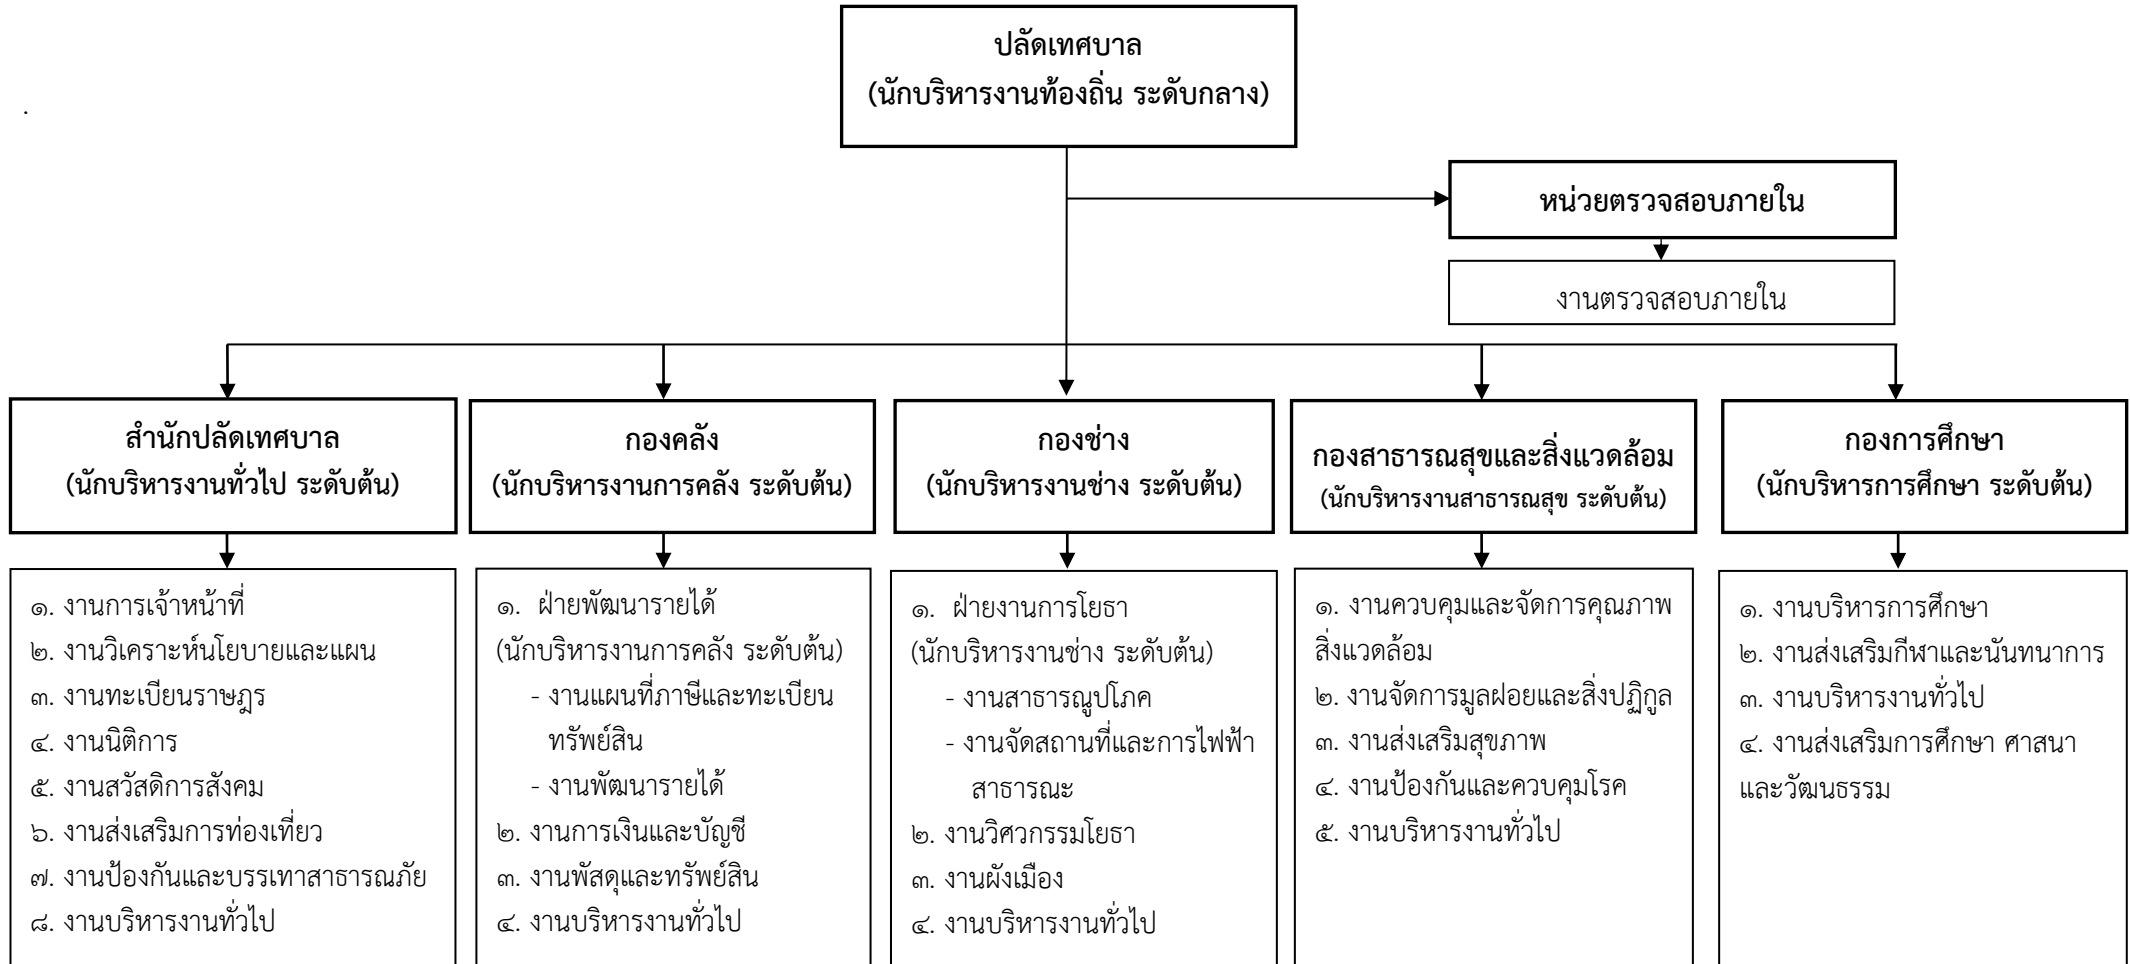 ปลัดเทศบาล
(นักบริหารงานท้องถิ่น ระดับกลาง)
.
หน่วยตรวจสอบภายใน
งานตรวจสอบภายใน
สำนักปลัดเทศบาล
(นักบริหารงานทั่วไป ระดับต้น)
กองคลัง
(นักบริหารงานการคลัง ระดับต้น)
กองช่าง
(นักบริหารงานช่าง ระดับต้น)
กองสาธารณสุขและสิ่งแวดล้อม
(นักบริหารงานสาธารณสุข ระดับต้น)
กองการศึกษา
(นักบริหารการศึกษา ระดับต้น)
๑. งานการเจ้าหน้าที่
๒. งานวิเคราะห์นโยบายและแผน
๓. งานทะเบียนราษฎร
๔. งานนิติการ
๕. งานสวัสดิการสังคม
๖. งานส่งเสริมการท่องเที่ยว
๗. งานป้องกันและบรรเทาสาธารณภัย
๘. งานบริหารงานทั่วไป
๑. ฝ่ายพัฒนารายได้
(นักบริหารงานการคลัง ระดับต้น)
- งานแผนที่ภาษีและทะเบียน
ทรัพย์สิน
- งานพัฒนารายได้
๒. งานการเงินและบัญชี
๓. งานพัสดุและทรัพย์สิน
๔. งานบริหารงานทั่วไป
๑. ฝ่ายงานการโยธา
(นักบริหารงานช่าง ระดับต้น)
- งานสาธารณูปโภค
- งานจัดสถานที่และการไฟฟ้า
สาธารณะ
๒. งานวิศวกรรมโยธา
๓. งานผังเมือง
๔. งานบริหารงานทั่วไป
๑. งานควบคุมและจัดการคุณภาพ
สิ่งแวดล้อม
๒. งานจัดการมูลฝอยและสิ่งปฏิกูล
๓. งานส่งเสริมสุขภาพ
๔. งานป้องกันและควบคุมโรค
๕. งานบริหารงานทั่วไป
๑. งานบริหารการศึกษา
๒. งานส่งเสริมกีฬาและนันทนาการ
๓. งานบริหารงานทั่วไป
๔. งานส่งเสริมการศึกษา ศาสนา
และวัฒนธรรม